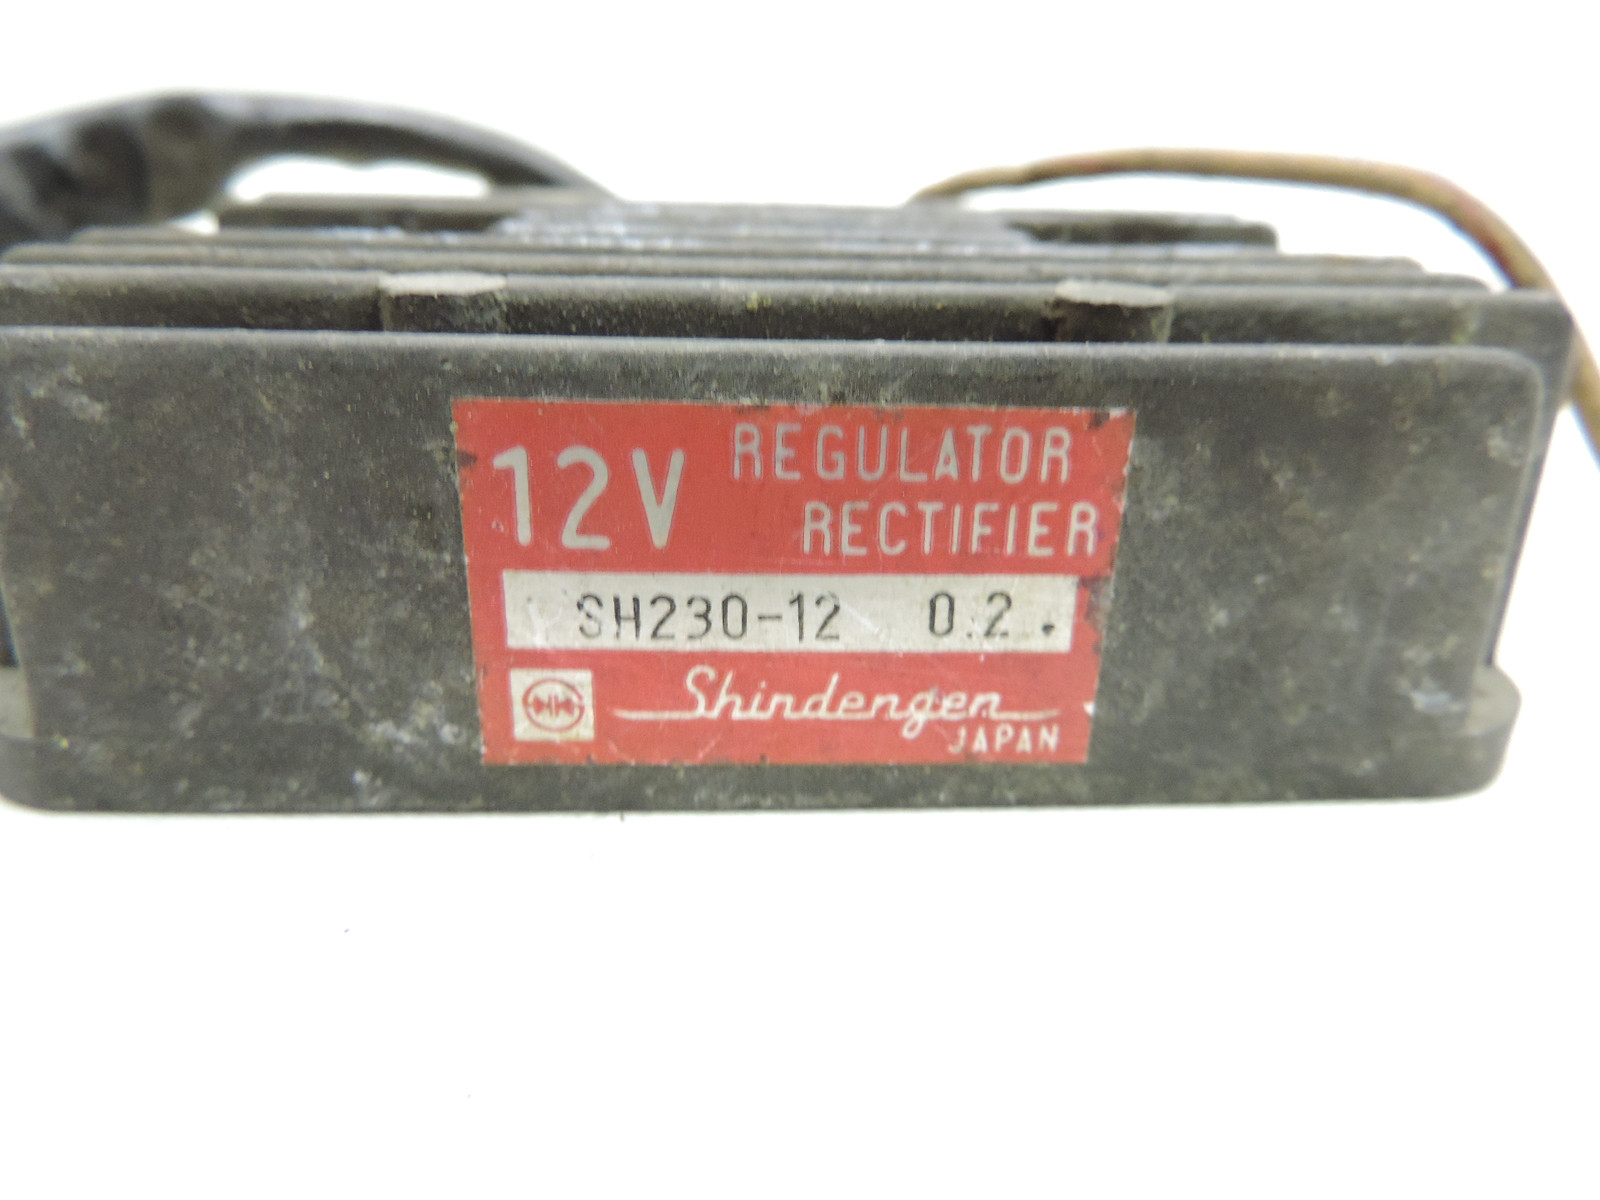 12V REGULATOR
RECTIFIER
SH230-12 0.2.
Shindengen
JAPAN